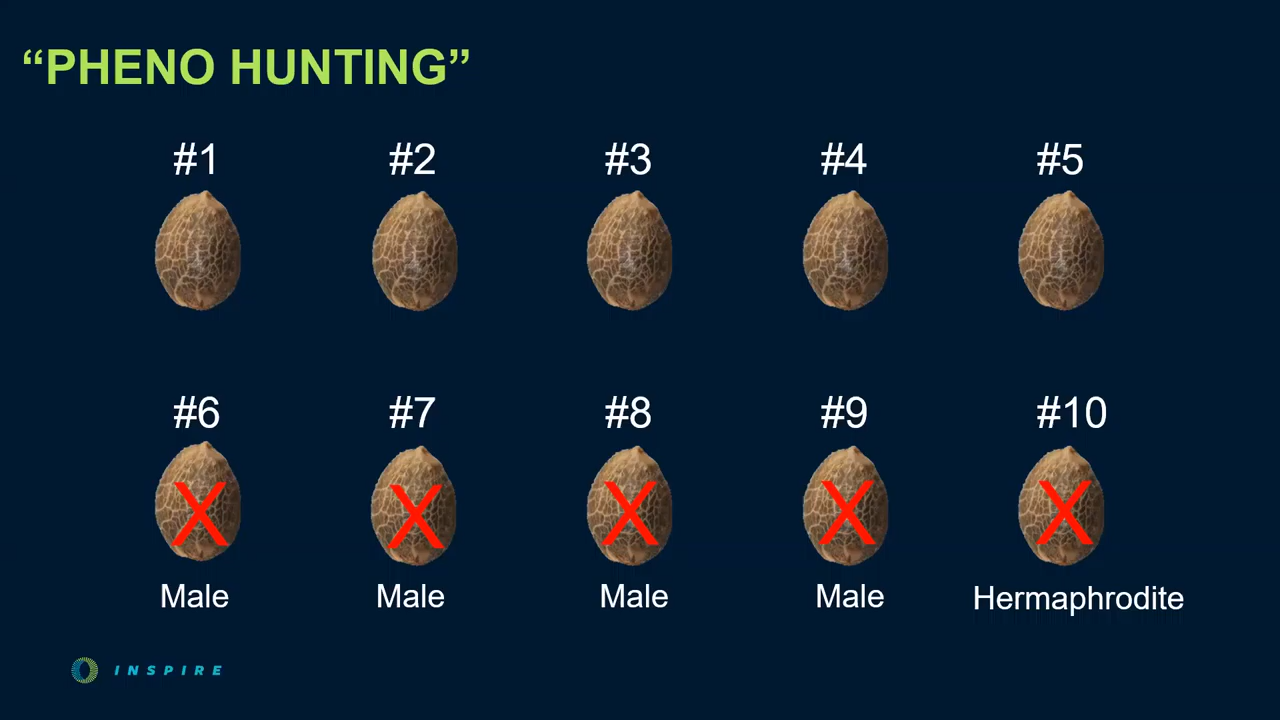 “PHENO HUNTING”
#1 #2 #3 #4 #5
#6 #7 #8 #9 #10
X X X X X
Male Male Male Male Hermaphrodite
INSPIRE